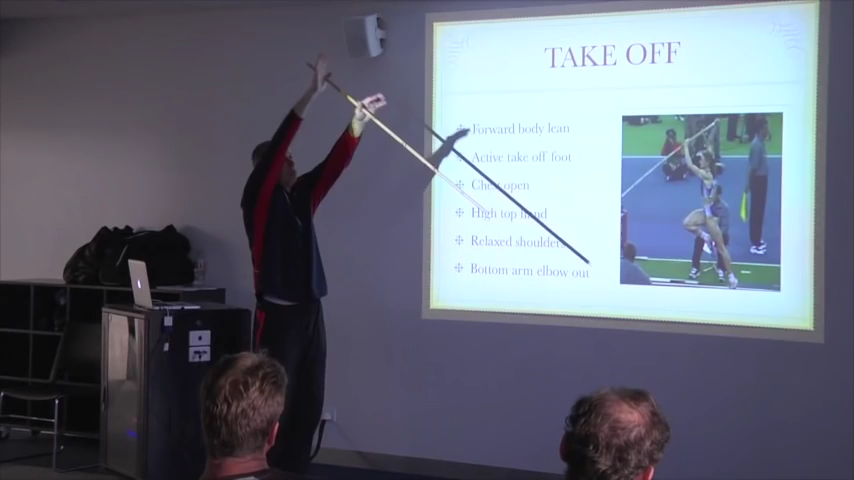 TAKE OFF
Forward body lean
Active take off foot
Chest open
High top hand
Relaxed shoulders
Bottom arm elbow out